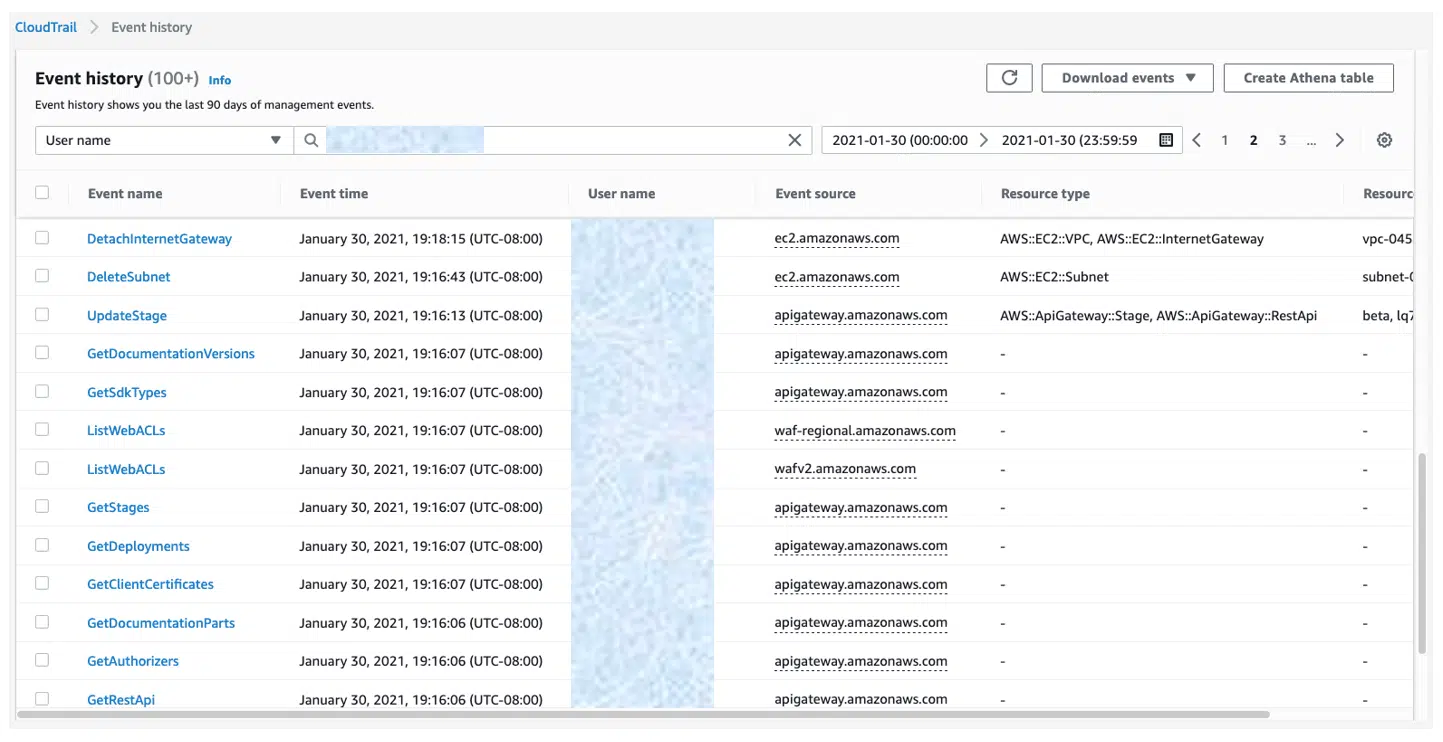 CloudTrail > Event history
Event history (100+) Info
Download events ▼ Create Athena table
Event history shows you the last 90 days of management events.
User name 2021-01-30 (00:00:00 > 2021-01-30 (23:59:59 < 1 2 3 ... >
Event name Event time User name Event source Resource type Resourc
DetachInternetGateway January 30, 2021, 19:18:15 (UTC-08:00) ec2.amazonaws.com AWS::EC2::VPC, AWS::EC2::InternetGateway vpc-045
DeleteSubnet January 30, 2021, 19:16:43 (UTC-08:00) ec2.amazonaws.com AWS::EC2::Subnet subnet-0
UpdateStage January 30, 2021, 19:16:13 (UTC-08:00) apigateway.amazonaws.com AWS::ApiGateway::Stage, AWS::ApiGateway::RestApi beta, lq7
GetDocumentationVersions January 30, 2021, 19:16:07 (UTC-08:00) apigateway.amazonaws.com - -
GetSdkTypes January 30, 2021, 19:16:07 (UTC-08:00) apigateway.amazonaws.com - -
ListWebACLs January 30, 2021, 19:16:07 (UTC-08:00) waf-regional.amazonaws.com - -
ListWebACLs January 30, 2021, 19:16:07 (UTC-08:00) wafv2.amazonaws.com - -
GetStages January 30, 2021, 19:16:07 (UTC-08:00) apigateway.amazonaws.com - -
GetDeployments January 30, 2021, 19:16:07 (UTC-08:00) apigateway.amazonaws.com - -
GetClientCertificates January 30, 2021, 19:16:07 (UTC-08:00) apigateway.amazonaws.com - -
GetDocumentationParts January 30, 2021, 19:16:06 (UTC-08:00) apigateway.amazonaws.com - -
GetAuthorizers January 30, 2021, 19:16:06 (UTC-08:00) apigateway.amazonaws.com - -
GetRestApi January 30, 2021, 19:16:06 (UTC-08:00) apigateway.amazonaws.com - -